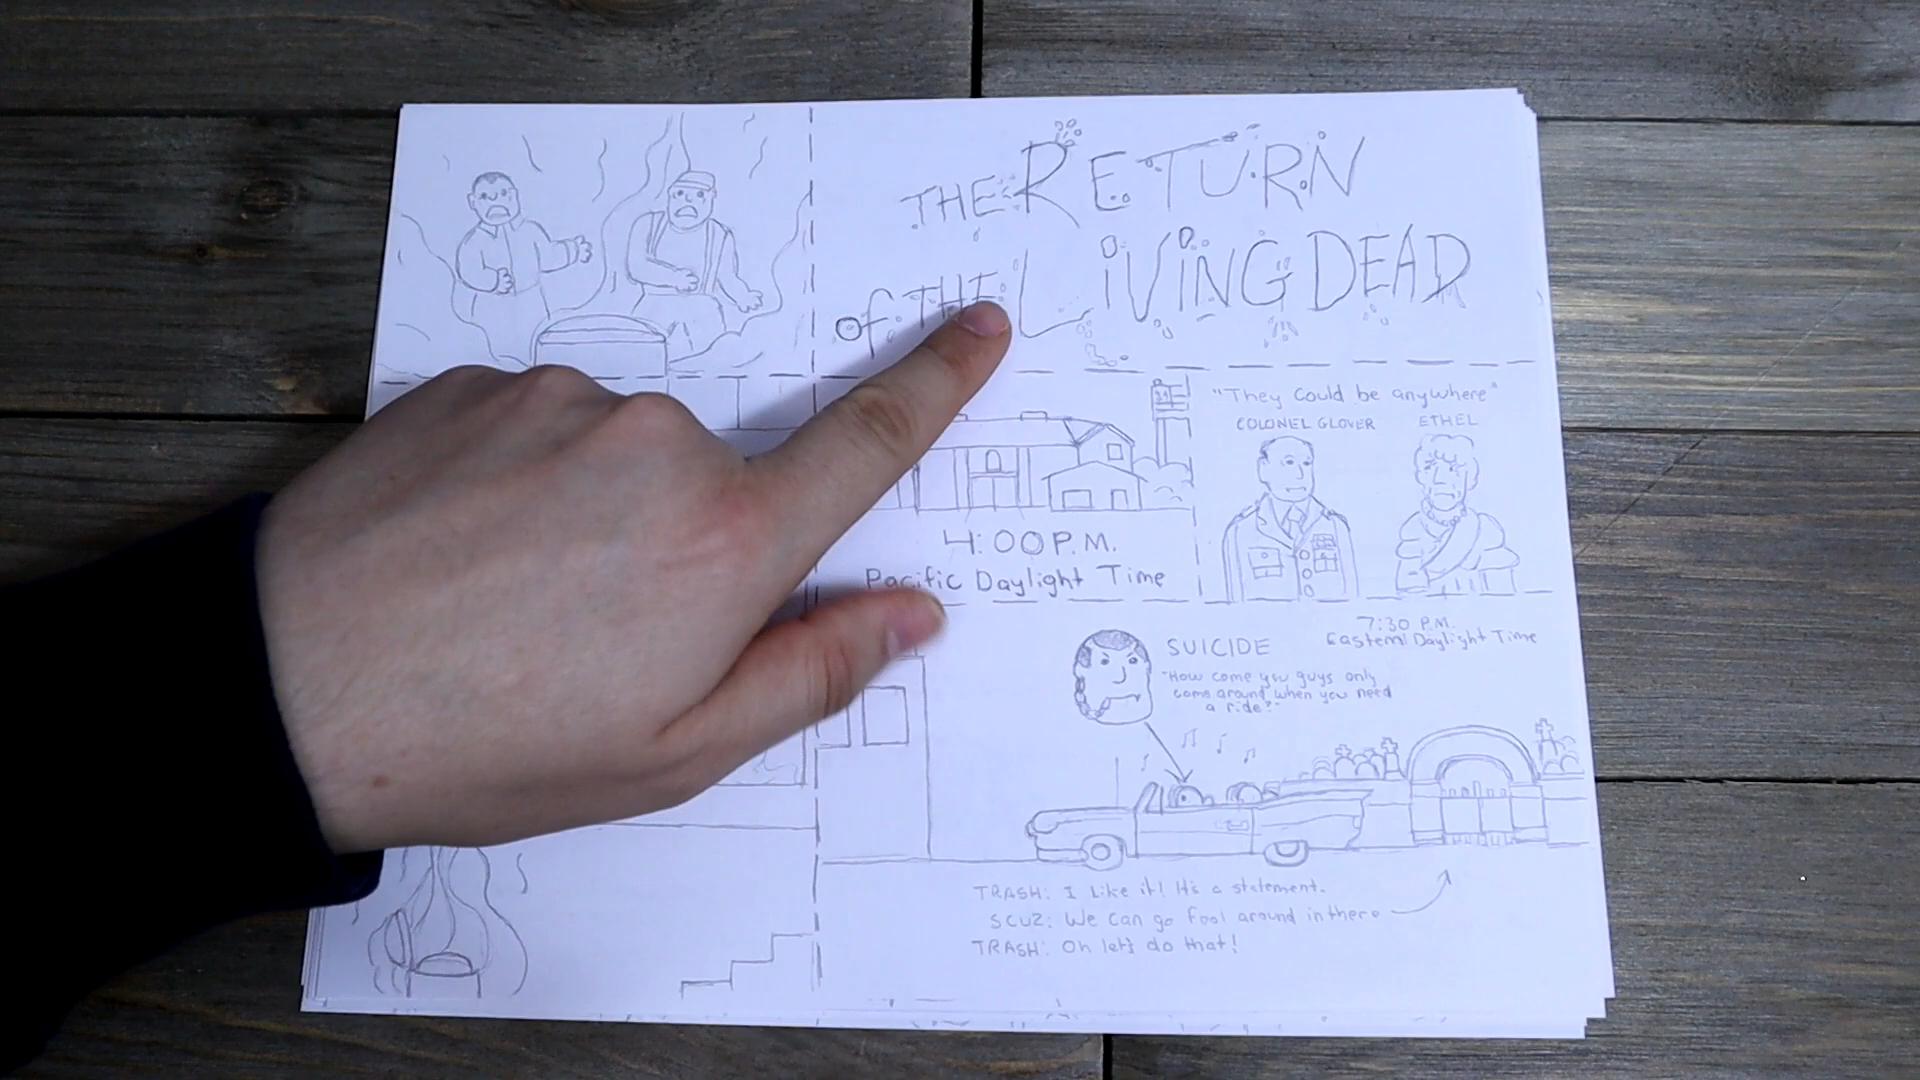 THE RETURN
of THE LIVING DEAD
"They could be anywhere"
COLONEL GLOVER
ETHEL
4:00 P.M.
Pacific Daylight Time
7:30 P.M.
Eastern Daylight Time
SUICIDE
"How come you guys only
come around when you need
a ride?"
TRASH: I Like it! It's a statement.
SCUZ: We can go fool around in there
TRASH: Oh let's do that!